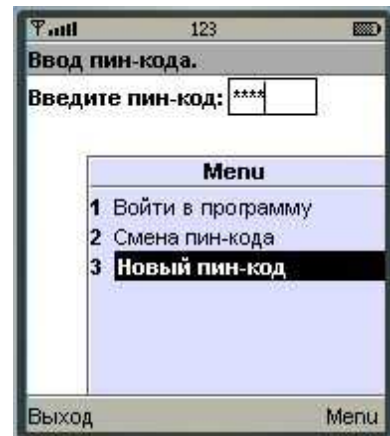 123
Ввод пин-кода.
Введите пин-код: ****
Menu
1 Войти в программу
2 Смена пин-кода
3 Новый пин-код
Выход Menu